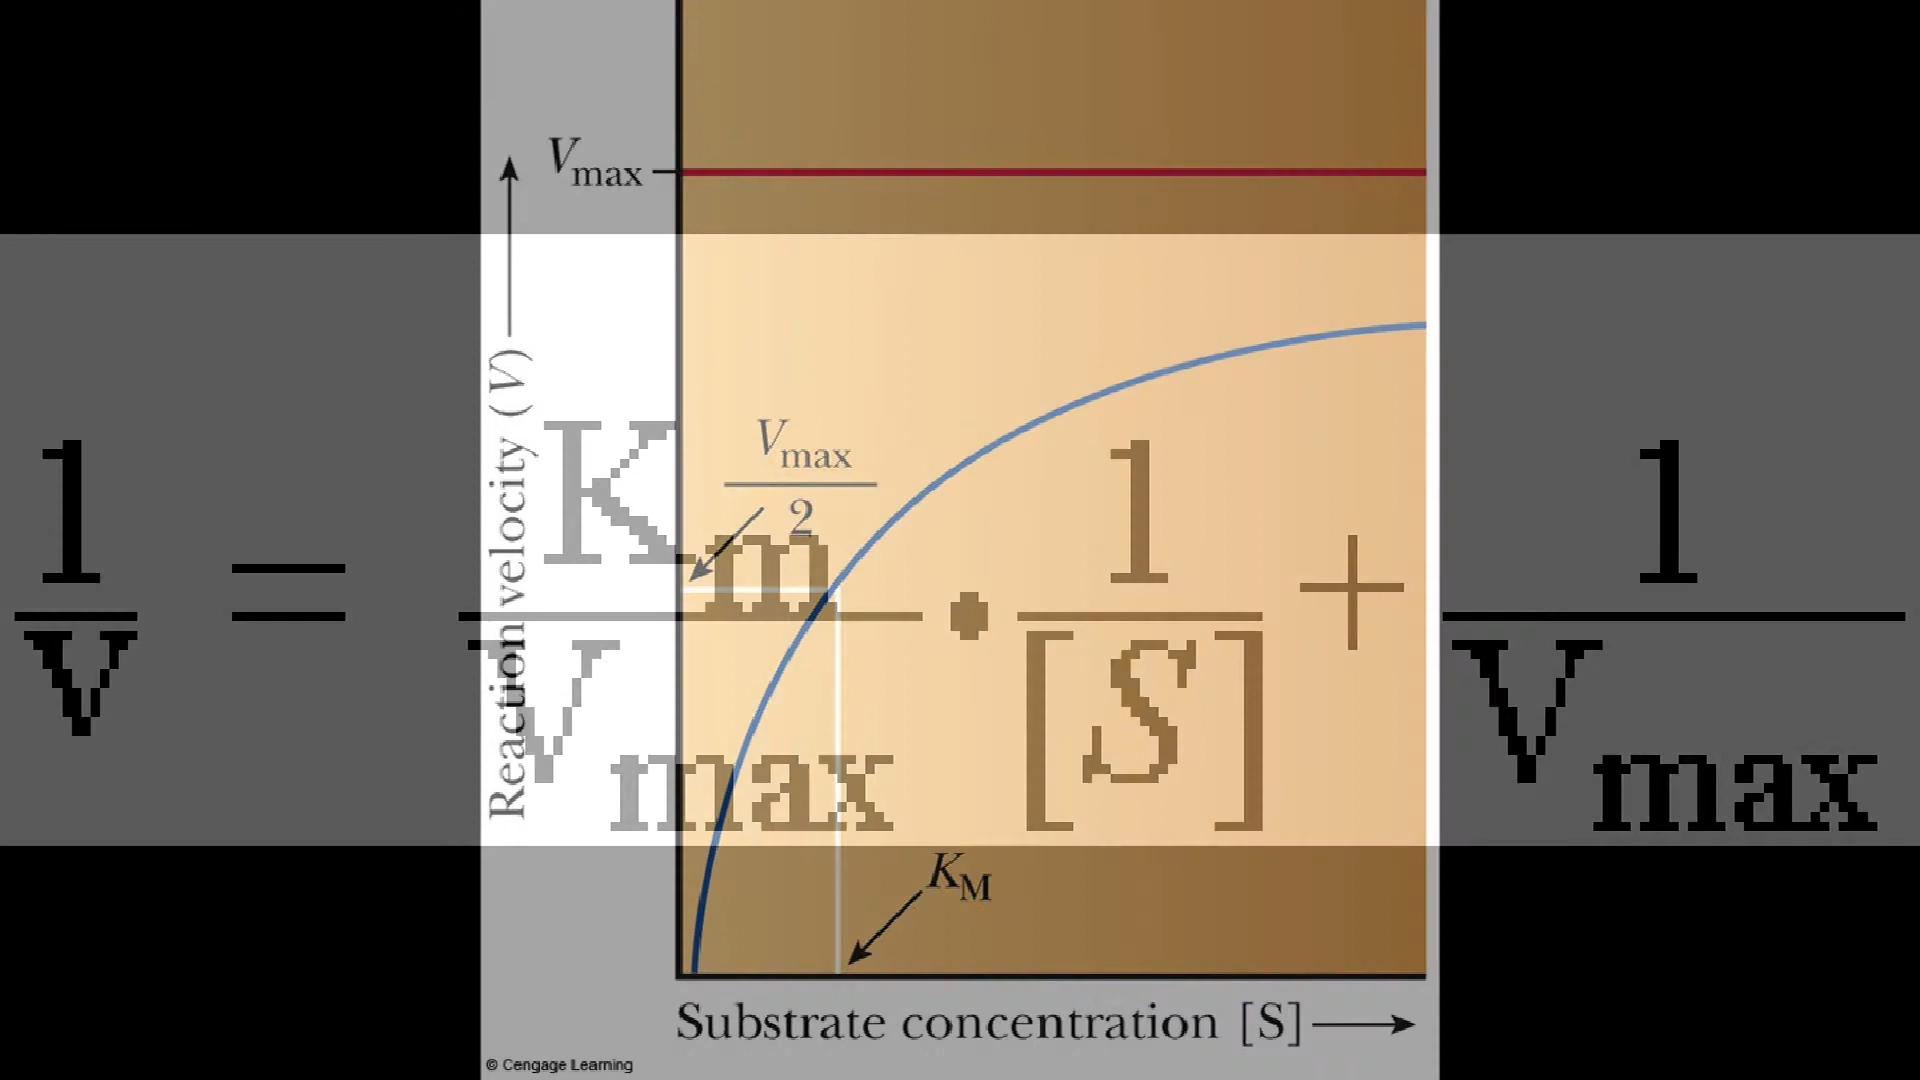 Vmax
Reaction velocity (V)
Vmax
2
1/V = Km/Vmax • 1/[S] + 1/Vmax
KM
Substrate concentration [S]
© Cengage Learning